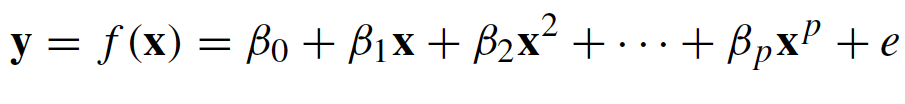 y = f(x) = β₀ + β₁x + β₂x² + ··· + βₚxᵖ + e